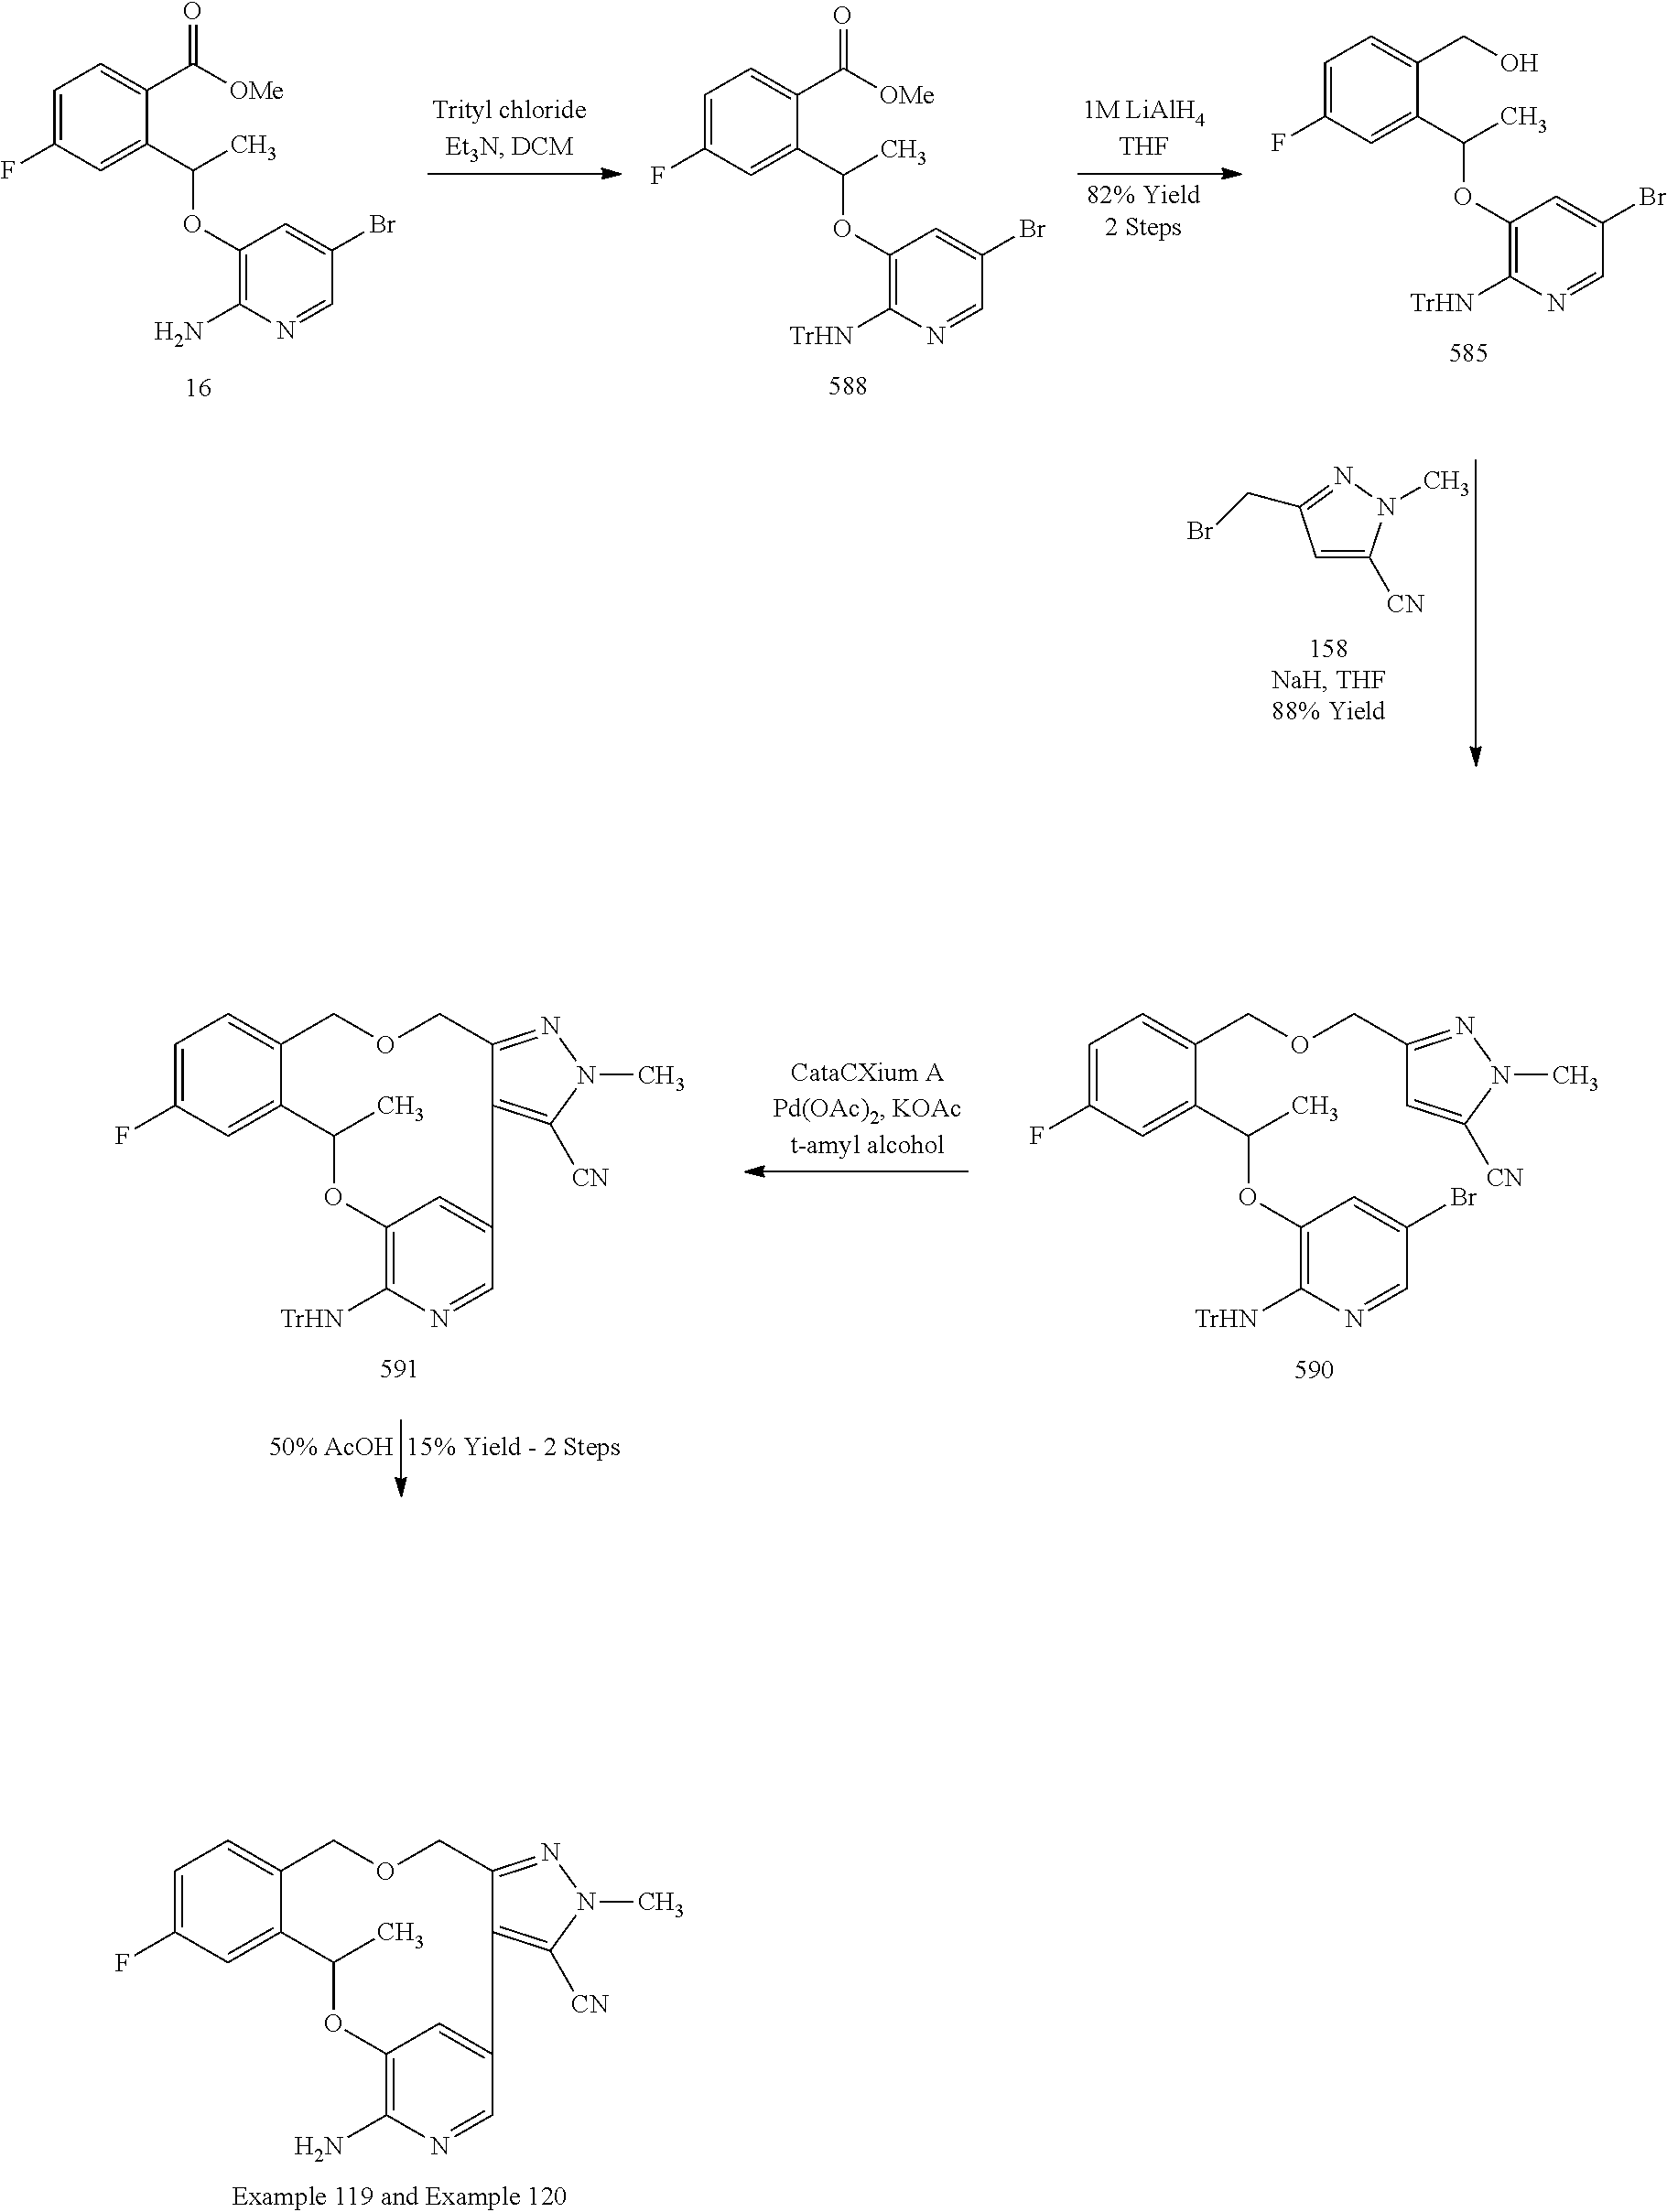 O
OMe
F
CH3
O
Br
H2N
N
16
Trityl chloride
Et3N, DCM
O
OMe
F
CH3
O
Br
TrHN
N
588
1M LiAlH4
THF
82% Yield
2 Steps
OH
F
CH3
O
Br
TrHN
N
585
N
CH3
N
Br
CN
158
NaH, THF
88% Yield
O
N
N
CH3
F
CH3
CN
O
Br
TrHN
N
590
CataCXium A
Pd(OAc)2, KOAc
t-amyl alcohol
O
N
N
CH3
F
CH3
CN
O
TrHN
N
591
50% AcOH
15% Yield - 2 Steps
O
N
N
CH3
F
CH3
CN
O
H2N
N
Example 119 and Example 120